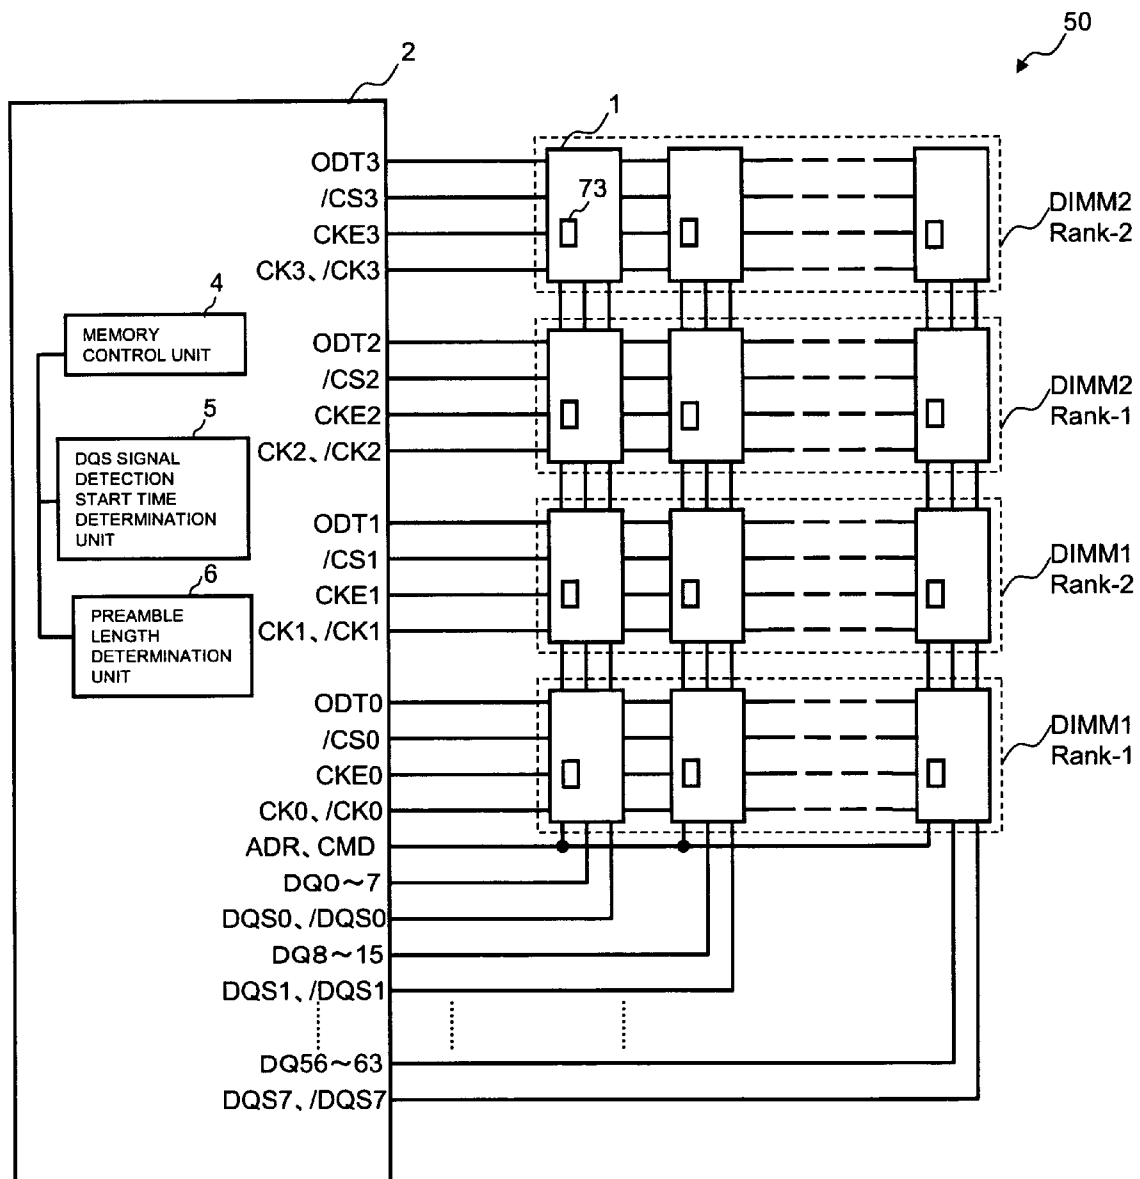 50
2
1
ODT3
73
/CS3
DIMM2
Rank-2
CKE3
CK3、/CK3
4
MEMORY
CONTROL UNIT
ODT2
/CS2
DIMM2
Rank-1
CKE2
5
CK2、/CK2
DQS SIGNAL
DETECTION
START TIME
DETERMINATION
UNIT
ODT1
/CS1
DIMM1
Rank-2
CKE1
6
CK1、/CK1
PREAMBLE
LENGTH
DETERMINATION
UNIT
ODT0
/CS0
DIMM1
Rank-1
CKE0
CK0、/CK0
ADR、CMD
DQ0～7
DQS0、/DQS0
DQ8～15
DQS1、/DQS1
DQ56～63
DQS7、/DQS7